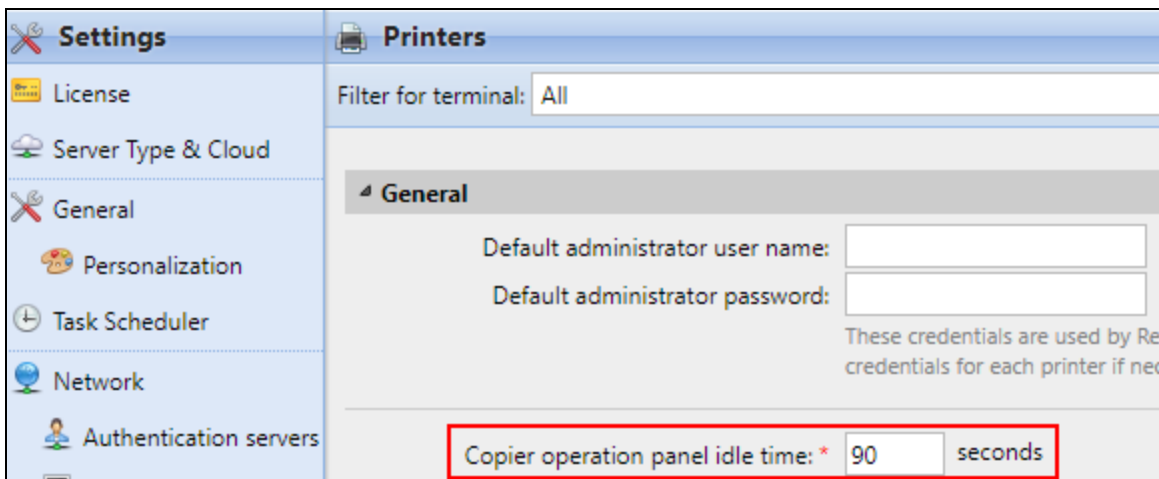 Settings
Printers
License
Filter for terminal: All
Server Type & Cloud
General
General
Default administrator user name:
Personalization
Default administrator password:
Task Scheduler
These credentials are used by Re
credentials for each printer if nec
Network
Authentication servers
Copier operation panel idle time: * 90 seconds